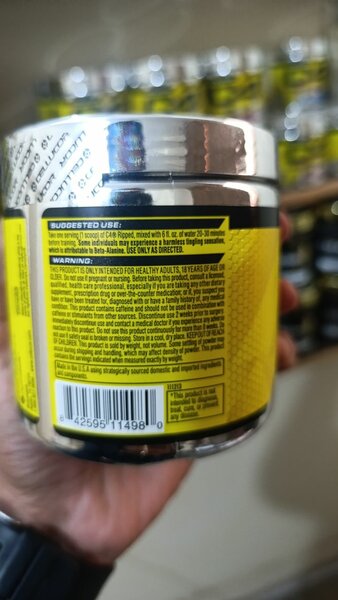 CELLUCOR
SUGGESTED USE:
Take one serving (1 scoop) of C4® Ripped, mixed with 6 fl. oz. of water 20-30 minutes
before training. Some individuals may experience a harmless tingling sensation,
which is attributable to Beta-Alanine. USE ONLY AS DIRECTED.
WARNING:
THIS PRODUCT IS ONLY INTENDED FOR HEALTHY ADULTS, 18 YEARS OF AGE OR
OLDER. Do not use if pregnant or nursing. Before taking this product, consult a licensed,
qualified, health care professional, especially if you are taking any other dietary
supplement, prescription drug or over-the-counter medication; or if, you suspect you
have or have been treated for, diagnosed with or have a family history of, any medical
condition. This product contains caffeine and should not be used in combination with
caffeine or stimulants from other sources. Discontinue use 2 weeks prior to surgery.
Immediately discontinue use and contact a medical doctor if you experience any adverse
reaction to this product. Do not use this product continuously for more than 8 weeks. Do
not use if safety seal is broken or missing. Store in a cool, dry place. KEEP OUT OF REACH
OF CHILDREN. This product is sold by weight, not volume. Some settling of powder may
occur during shipping and handling, which may affect density of powder. This product
contains the servings indicated when measured exactly by weight.
Made in the U.S.A using strategically sourced domestic and imported ingredients
and components.
111213
*This product is not
intended to diagnose,
treat, cure, or prevent
any disease.
8 42595 11498 0